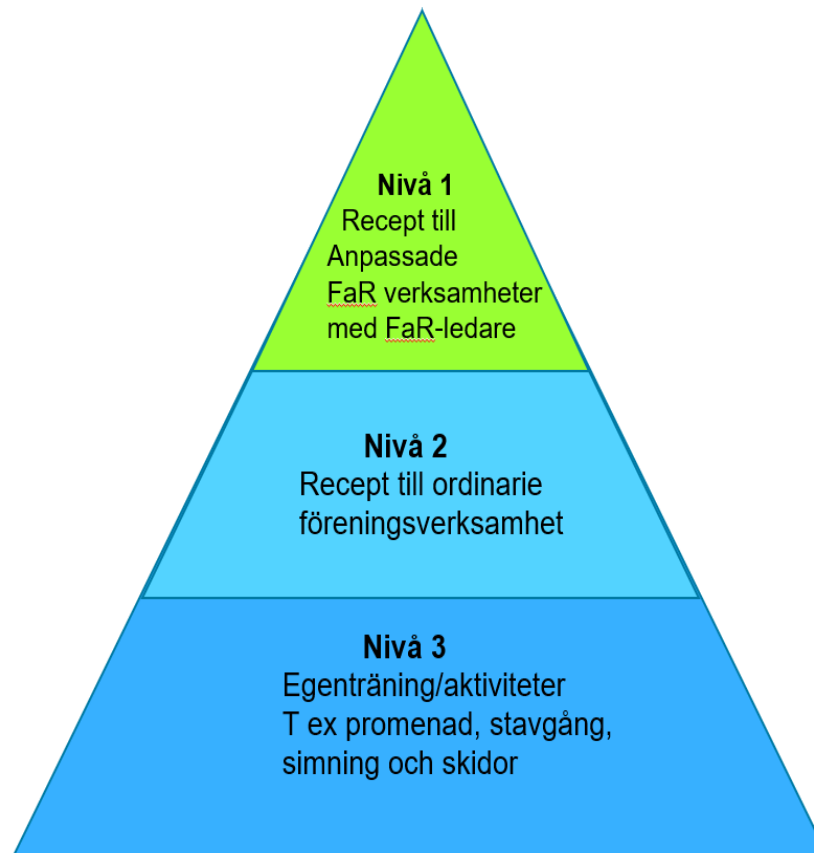 Nivå 1
Recept till
Anpassade
FaR verksamheter
med FaR-ledare
Nivå 2
Recept till ordinarie
föreningsverksamhet
Nivå 3
Egenträning/aktiviteter
T ex promenad, stavgång,
simning och skidor